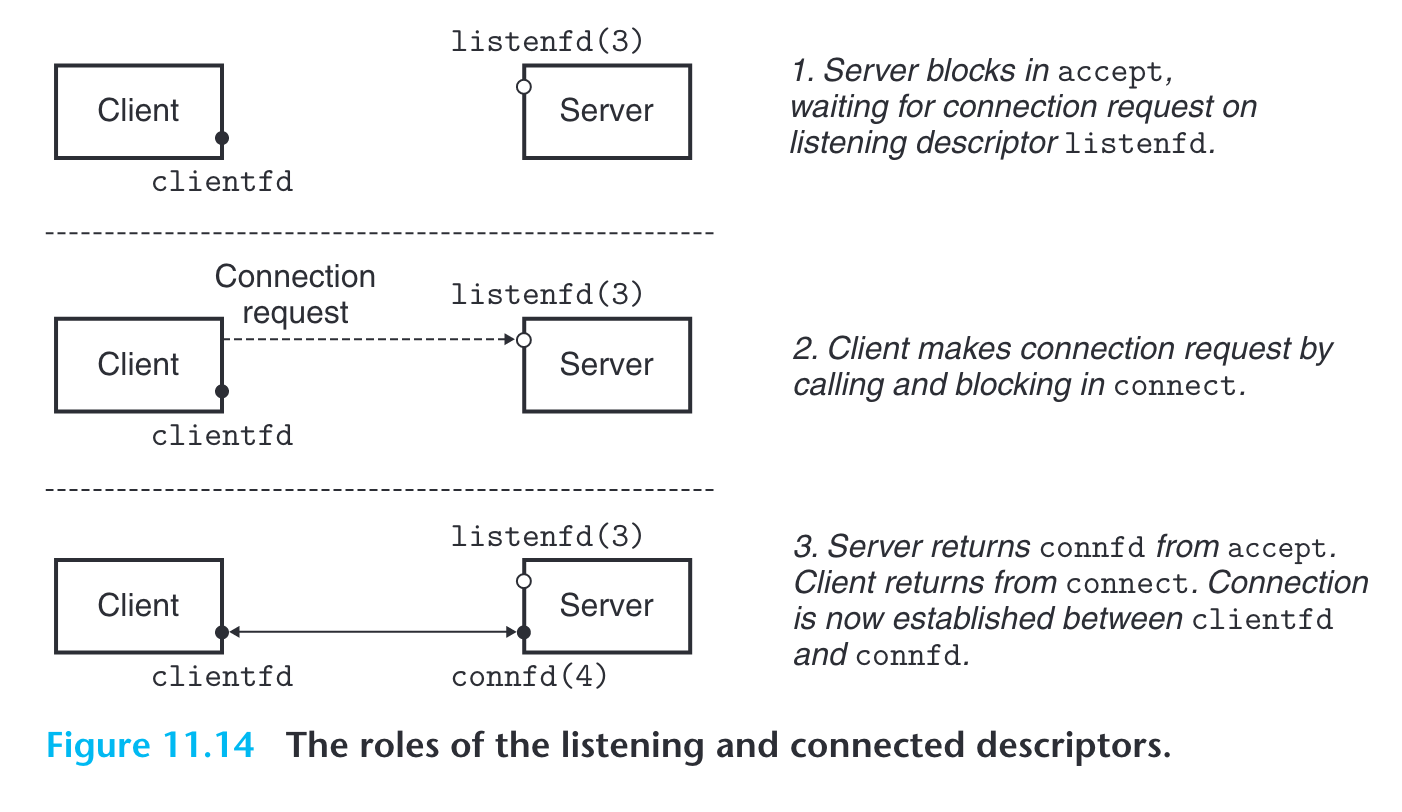 listenfd(3)
Client
Server
clientfd
1. Server blocks in accept,
waiting for connection request on
listening descriptor listenfd.
Connection
request
listenfd(3)
Client
Server
clientfd
2. Client makes connection request by
calling and blocking in connect.
listenfd(3)
Client
Server
clientfd
connfd(4)
3. Server returns connfd from accept.
Client returns from connect. Connection
is now established between clientfd
and connfd.
Figure 11.14 The roles of the listening and connected descriptors.